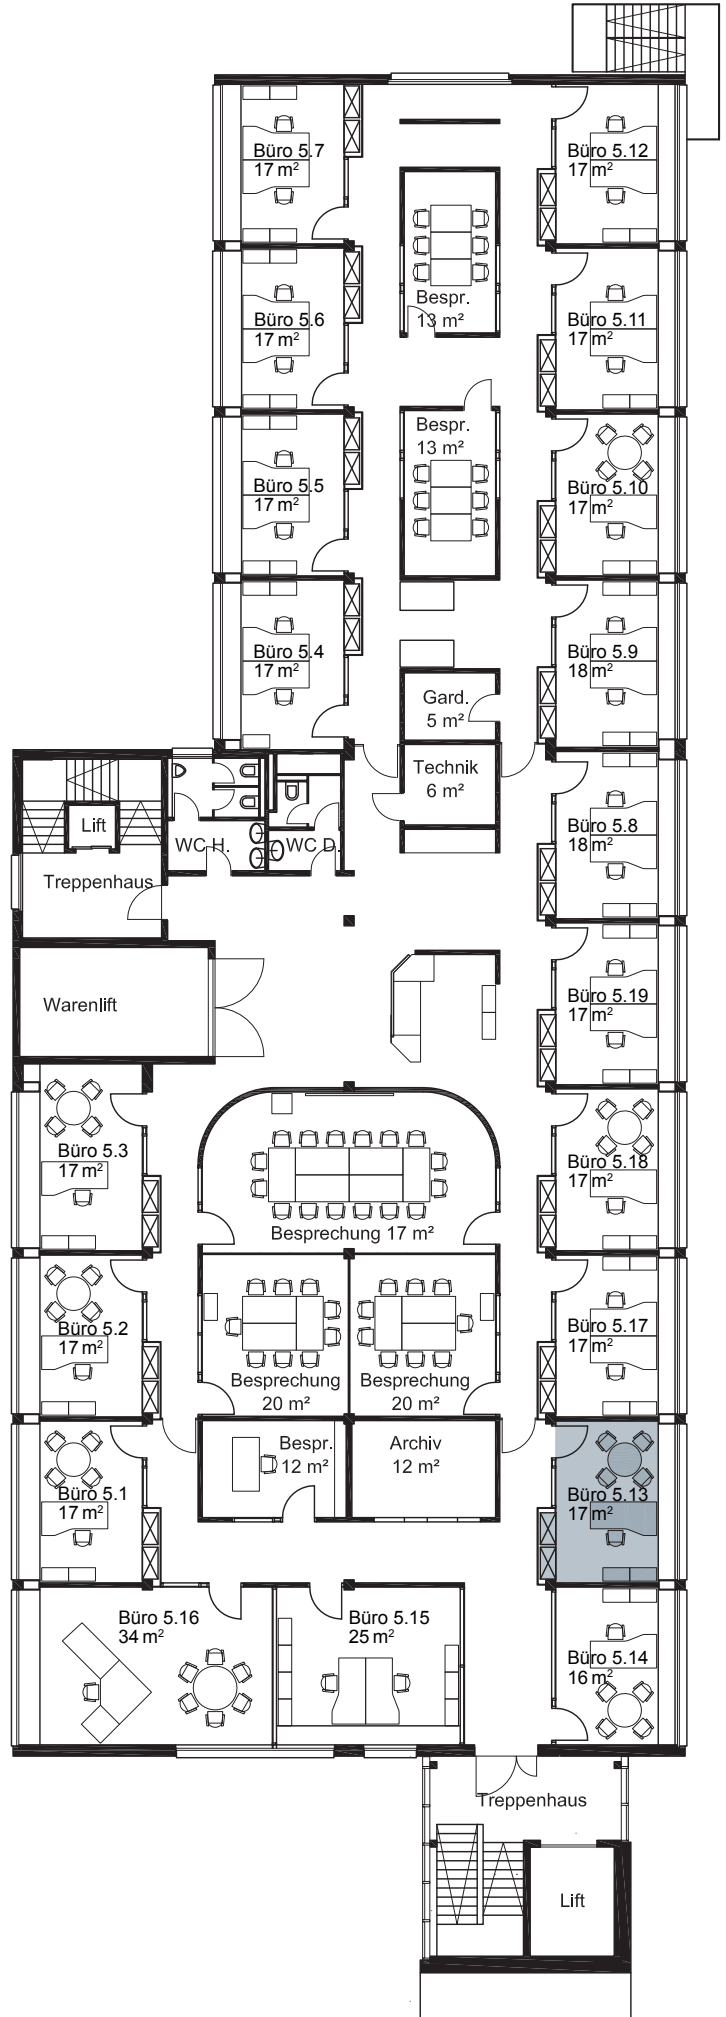 Büro 5.7
17 m²
Büro 5.12
17 m²
Bespr.
13 m²
Büro 5.6
17 m²
Büro 5.11
17 m²
Bespr.
13 m²
Büro 5.5
17 m²
Büro 5.10
17 m²
Büro 5.4
17 m²
Büro 5.9
18 m²
Gard.
5 m²
Technik
6 m²
Lift
WC H.
WC D.
Büro 5.8
18 m²
Treppenhaus
Warenlift
Büro 5.19
17 m²
Büro 5.3
17 m²
Büro 5.18
17 m²
Besprechung 17 m²
Büro 5.2
17 m²
Büro 5.17
17 m²
Besprechung
20 m²
Besprechung
20 m²
Bespr.
12 m²
Archiv
12 m²
Büro 5.1
17 m²
Büro 5.13
17 m²
Büro 5.16
34 m²
Büro 5.15
25 m²
Büro 5.14
16 m²
Treppenhaus
Lift